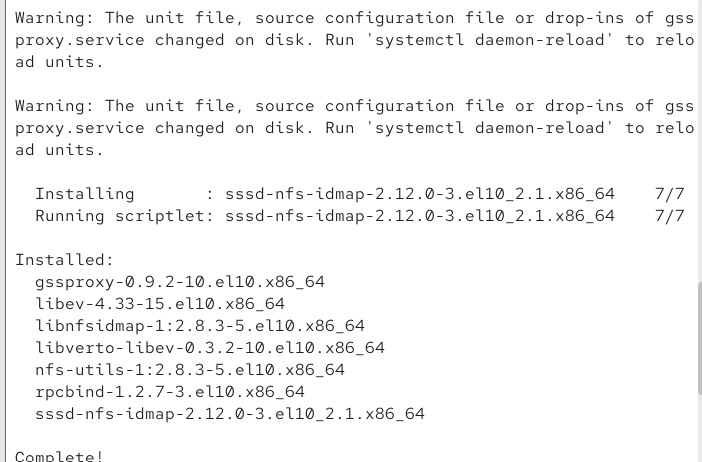 Warning: The unit file, source configuration file or drop-ins of gss
proxy.service changed on disk. Run 'systemctl daemon-reload' to relo
ad units.
Warning: The unit file, source configuration file or drop-ins of gss
proxy.service changed on disk. Run 'systemctl daemon-reload' to relo
ad units.
Installing       : sssd-nfs-idmap-2.12.0-3.el10_2.1.x86_64    7/7
Running scriptlet: sssd-nfs-idmap-2.12.0-3.el10_2.1.x86_64    7/7
Installed:
gssproxy-0.9.2-10.el10.x86_64
libev-4.33-15.el10.x86_64
libnfsidmap-1:2.8.3-5.el10.x86_64
libverto-libev-0.3.2-10.el10.x86_64
nfs-utils-1:2.8.3-5.el10.x86_64
rpcbind-1.2.7-3.el10.x86_64
sssd-nfs-idmap-2.12.0-3.el10_2.1.x86_64
Complete!